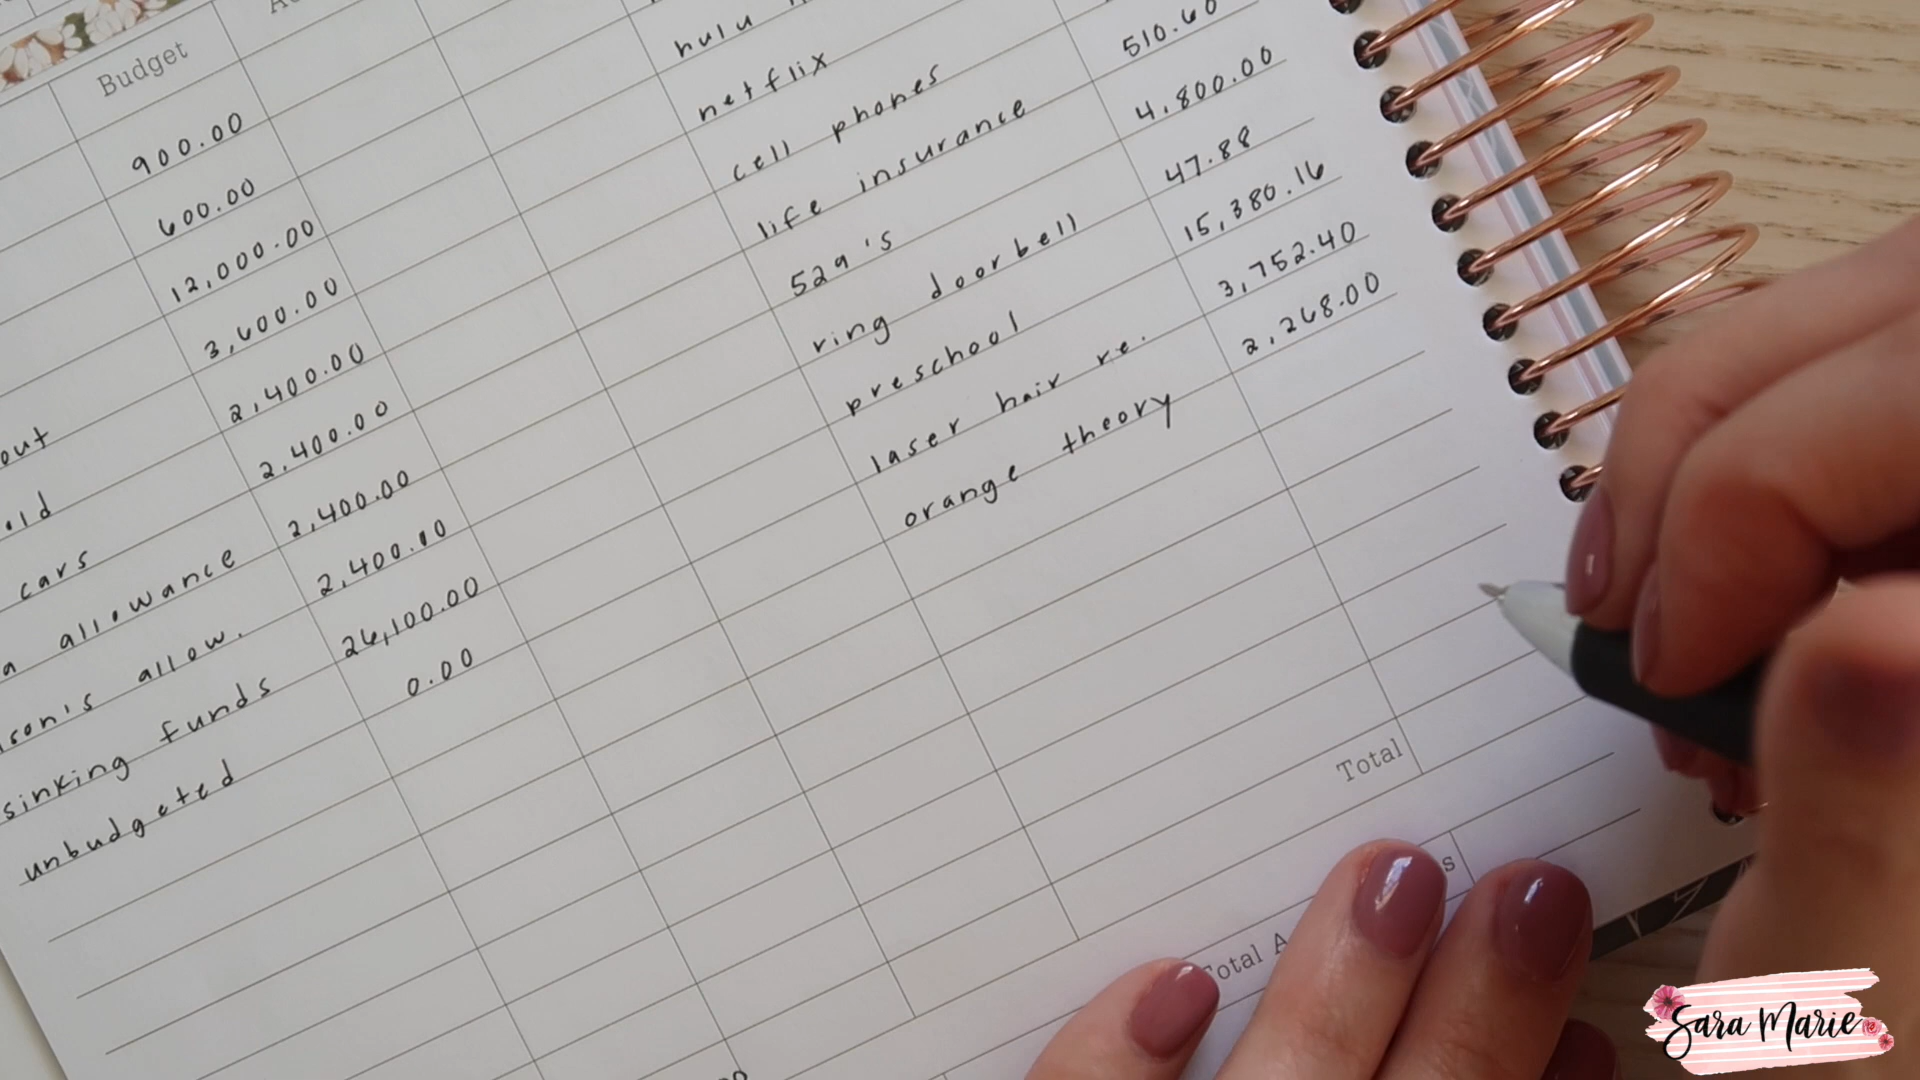 Budget
900.00
600.00
12,000.00
out 3,600.00
2,400.00
cars 2,400.00
allowance 2,400.00
son's allow. 2,400.00
sinking funds 26,100.00
unbudgeted 0.00
hulu
netflix
cell phones
life insurance 510.60
529's 4,800.00
ring doorbell 47.88
preschool 15,380.16
laser hair re. 3,752.40
orange theory 2,268.00
Total
Total
Sara Marie